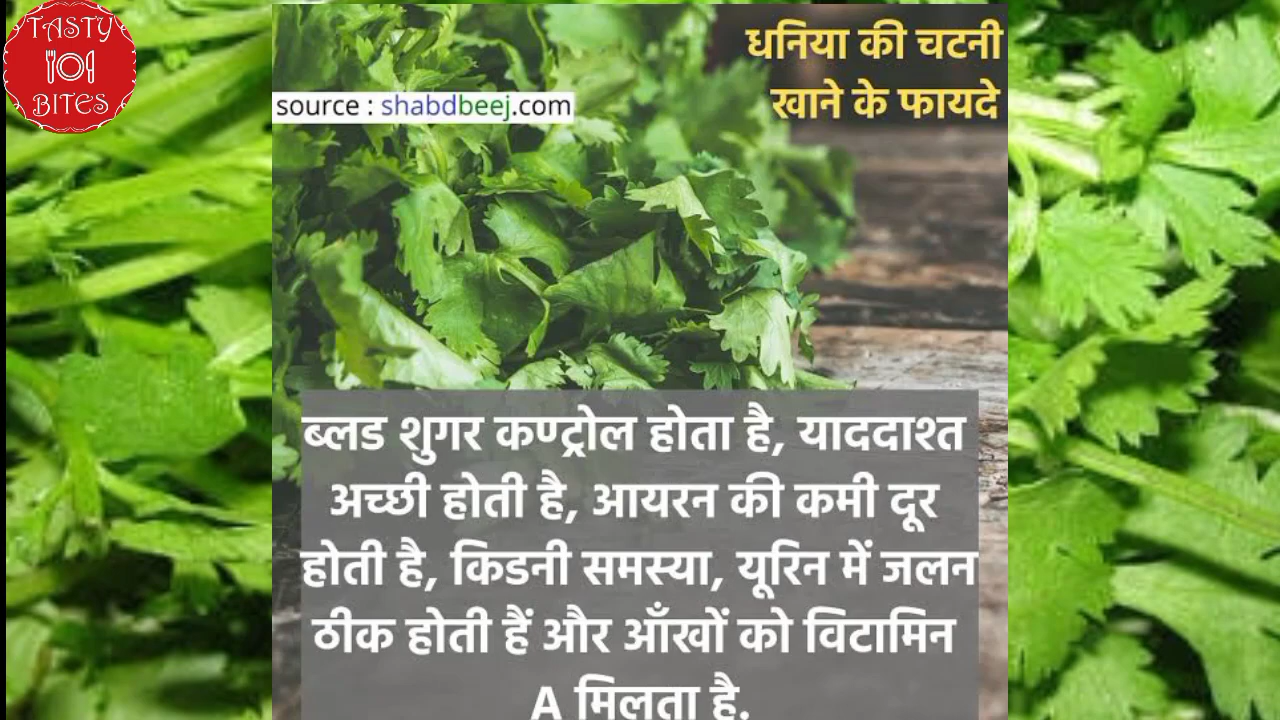 TASTY
BITES
धनिया की चटनी
खाने के फायदे
source : shabdbeej.com
ब्लड शुगर कण्ट्रोल होता है, याददाश्त
अच्छी होती है, आयरन की कमी दूर
होती है, किडनी समस्या, यूरिन में जलन
ठीक होती हैं और आँखों को विटामिन
A मिलता है.